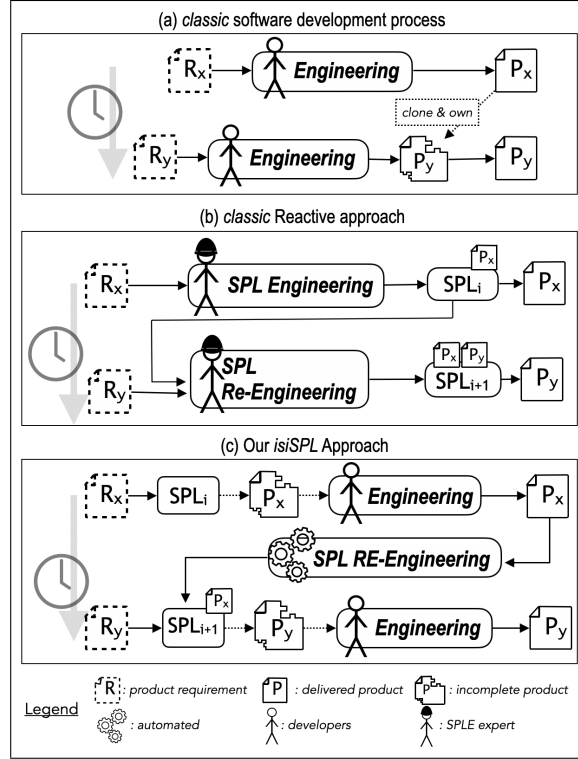 (a) classic software development process
Rx Engineering Px
clone & own
Ry Engineering Py Py
(b) classic Reactive approach
Px
Rx SPL Engineering SPLi Px
Px Py
Ry SPL Re-Engineering SPLi+1 Py
(c) Our isiSPL Approach
Rx SPLi Px Engineering Px
SPL RE-Engineering
Px
Ry SPLi+1 Py Engineering Py
Legend
R : product requirement P : delivered product P : incomplete product
: automated : developers : SPLE expert